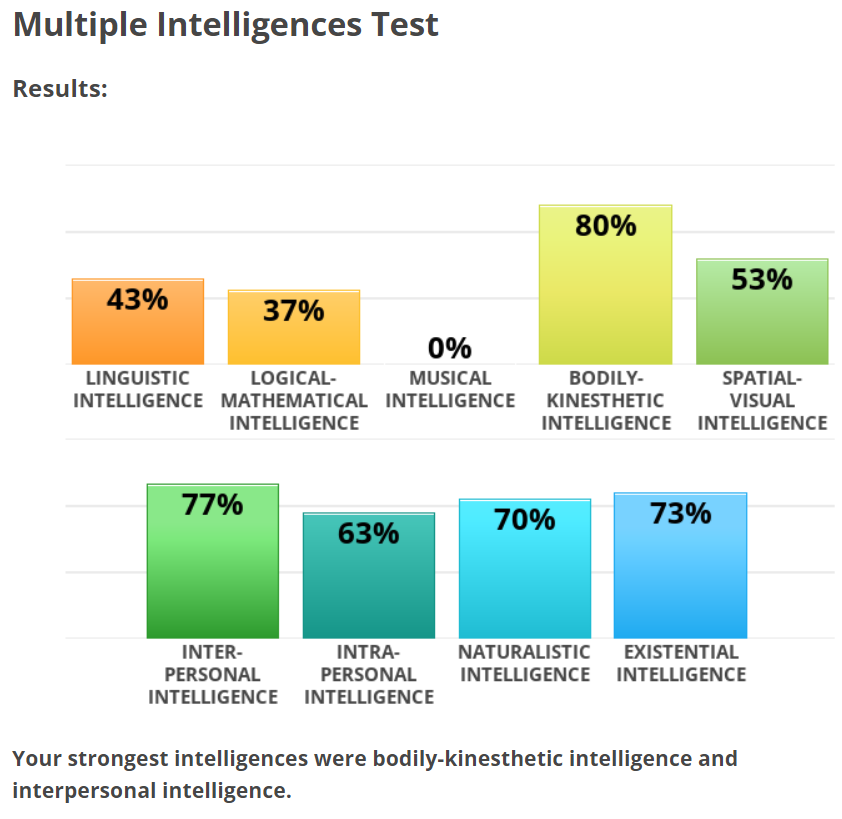 Multiple Intelligences Test
Results:
43%
37%
0%
80%
53%
LINGUISTIC
INTELLIGENCE
LOGICAL-
MATHEMATICAL
INTELLIGENCE
MUSICAL
INTELLIGENCE
BODILY-
KINESTHETIC
INTELLIGENCE
SPATIAL-
VISUAL
INTELLIGENCE
77%
63%
70%
73%
INTER-
PERSONAL
INTELLIGENCE
INTRA-
PERSONAL
INTELLIGENCE
NATURALISTIC
INTELLIGENCE
EXISTENTIAL
INTELLIGENCE
Your strongest intelligences were bodily-kinesthetic intelligence and
interpersonal intelligence.